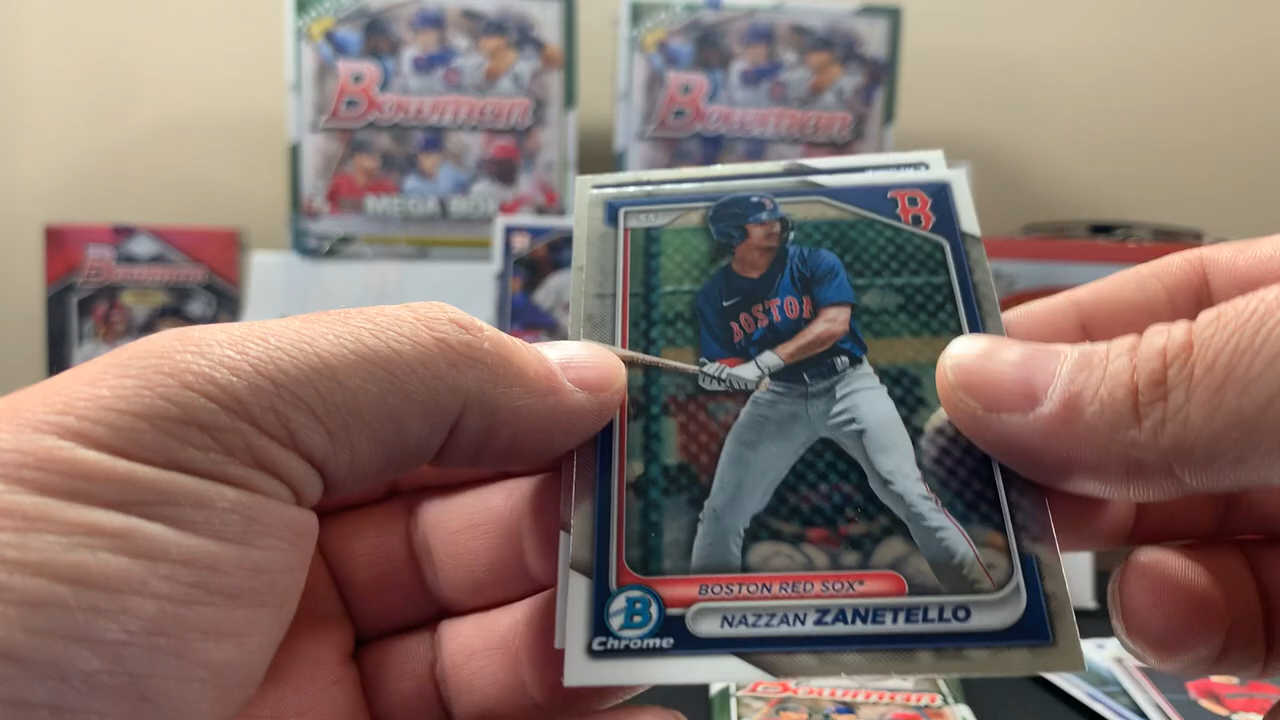 Bowman
MEGA BOX
Bowman
Bowman
B
BOSTON
BOSTON RED SOX®
NAZZAN ZANETELLO
B
Chrome
Bowman